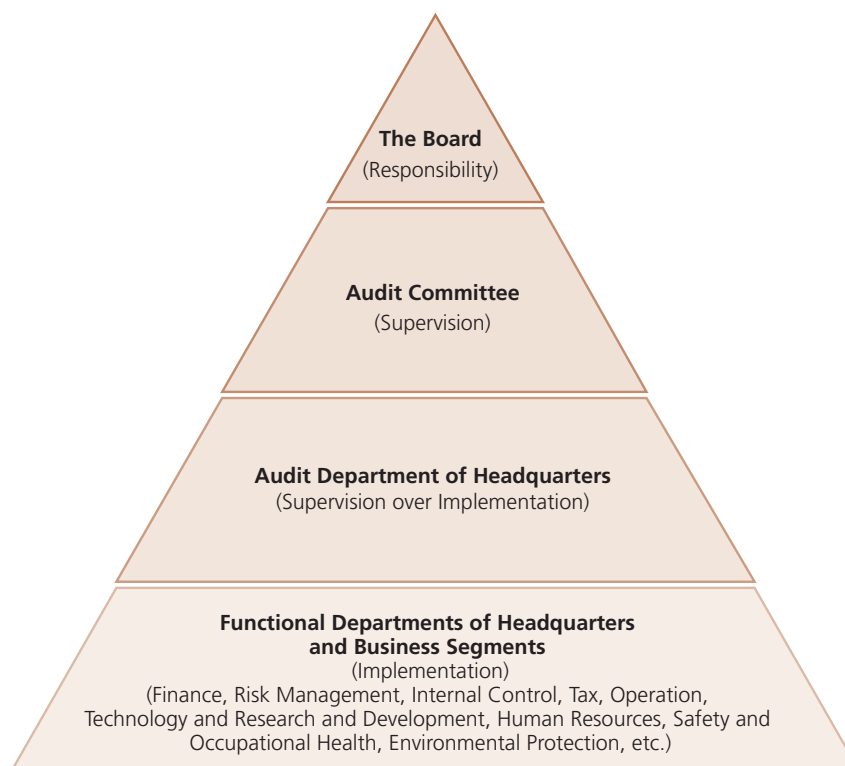 The Board
(Responsibility)
Audit Committee
(Supervision)
Audit Department of Headquarters
(Supervision over Implementation)
Functional Departments of Headquarters
and Business Segments
(Implementation)
(Finance, Risk Management, Internal Control, Tax, Operation,
Technology and Research and Development, Human Resources, Safety and
Occupational Health, Environmental Protection, etc.)